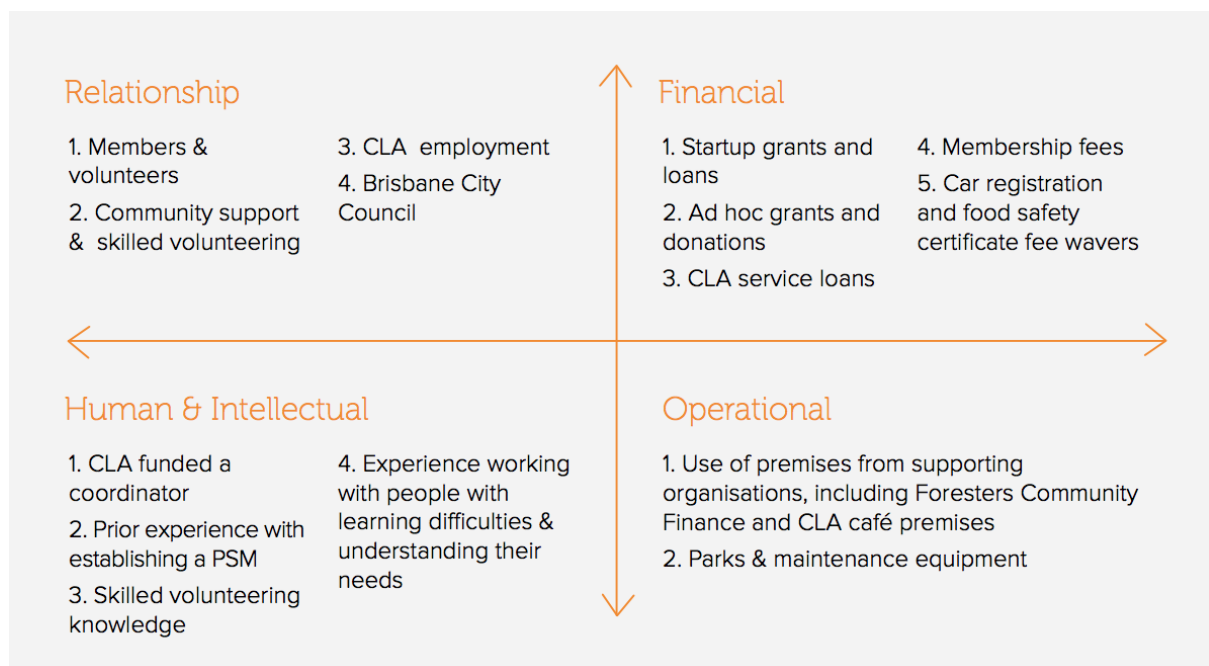 Relationship
1. Members &
volunteers
2. Community support
& skilled volunteering
3. CLA employment
4. Brisbane City
Council
Financial
1. Startup grants and
loans
2. Ad hoc grants and
donations
3. CLA service loans
4. Membership fees
5. Car registration
and food safety
certificate fee wavers
Human & Intellectual
1. CLA funded a
coordinator
2. Prior experience with
establishing a PSM
3. Skilled volunteering
knowledge
4. Experience working
with people with
learning difficulties &
understanding their
needs
Operational
1. Use of premises from supporting
organisations, including Foresters Community
Finance and CLA café premises
2. Parks & maintenance equipment